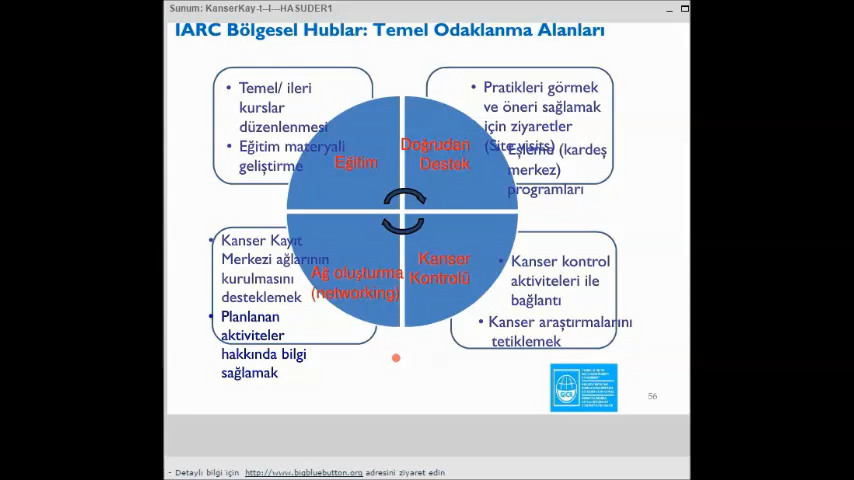 Sunum: KanserKay-t--I---HASUDER1
IARC Bölgesel Hublar: Temel Odaklanma Alanları
• Temel/ ileri
kurslar
düzenlenmesi
• Eğitim materyali
geliştirme
Eğitim
• Pratikleri görmek
ve öneri sağlamak
için ziyaretler
(Site visits)
Eşleme (kardeş
merkez)
programları
Doğrudan
Destek
• Kanser Kayıt
Merkezi ağlarının
kurulmasını
desteklemek
• Planlanan
aktiviteler
hakkında bilgi
sağlamak
Ağ oluşturma
(networking)
Kanser
Kontrolü
• Kanser kontrol
aktiviteleri ile
bağlantı
• Kanser araştırmalarını
tetiklemek
56
- Detaylı bilgi için http://www.bigbluebutton.org adresini ziyaret edin